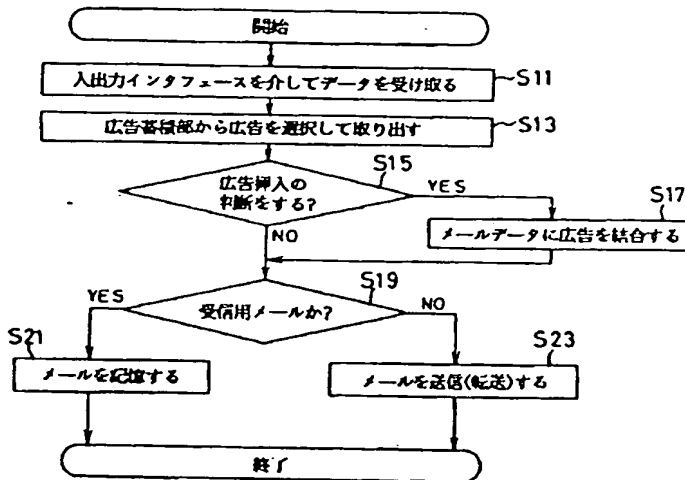 開始
入出力インタフェースを介してデータを受け取る
S11
広告蓄積部から広告を選択して取り出す
S13
S15
広告挿入の
判断をする?
YES
S17
メールデータに広告を結合する
NO
S19
受信用メールか?
YES
NO
S21
メールを記憶する
S23
メールを送信(転送)する
終了